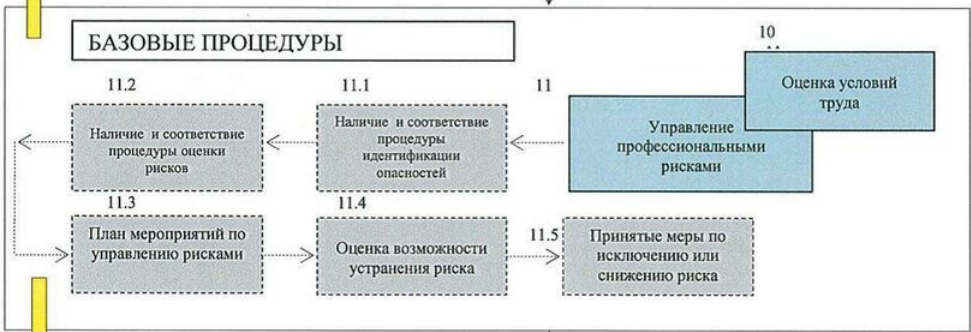 БАЗОВЫЕ ПРОЦЕДУРЫ
10
Оценка условий
труда
11
Управление
профессиональными
рисками
11.1
Наличие и соответствие
процедуры
идентификации
опасностей
11.2
Наличие и соответствие
процедуры оценки
рисков
11.3
План мероприятий по
управлению рисками
11.4
Оценка возможности
устранения риска
11.5
Принятые меры по
исключению или
снижению риска